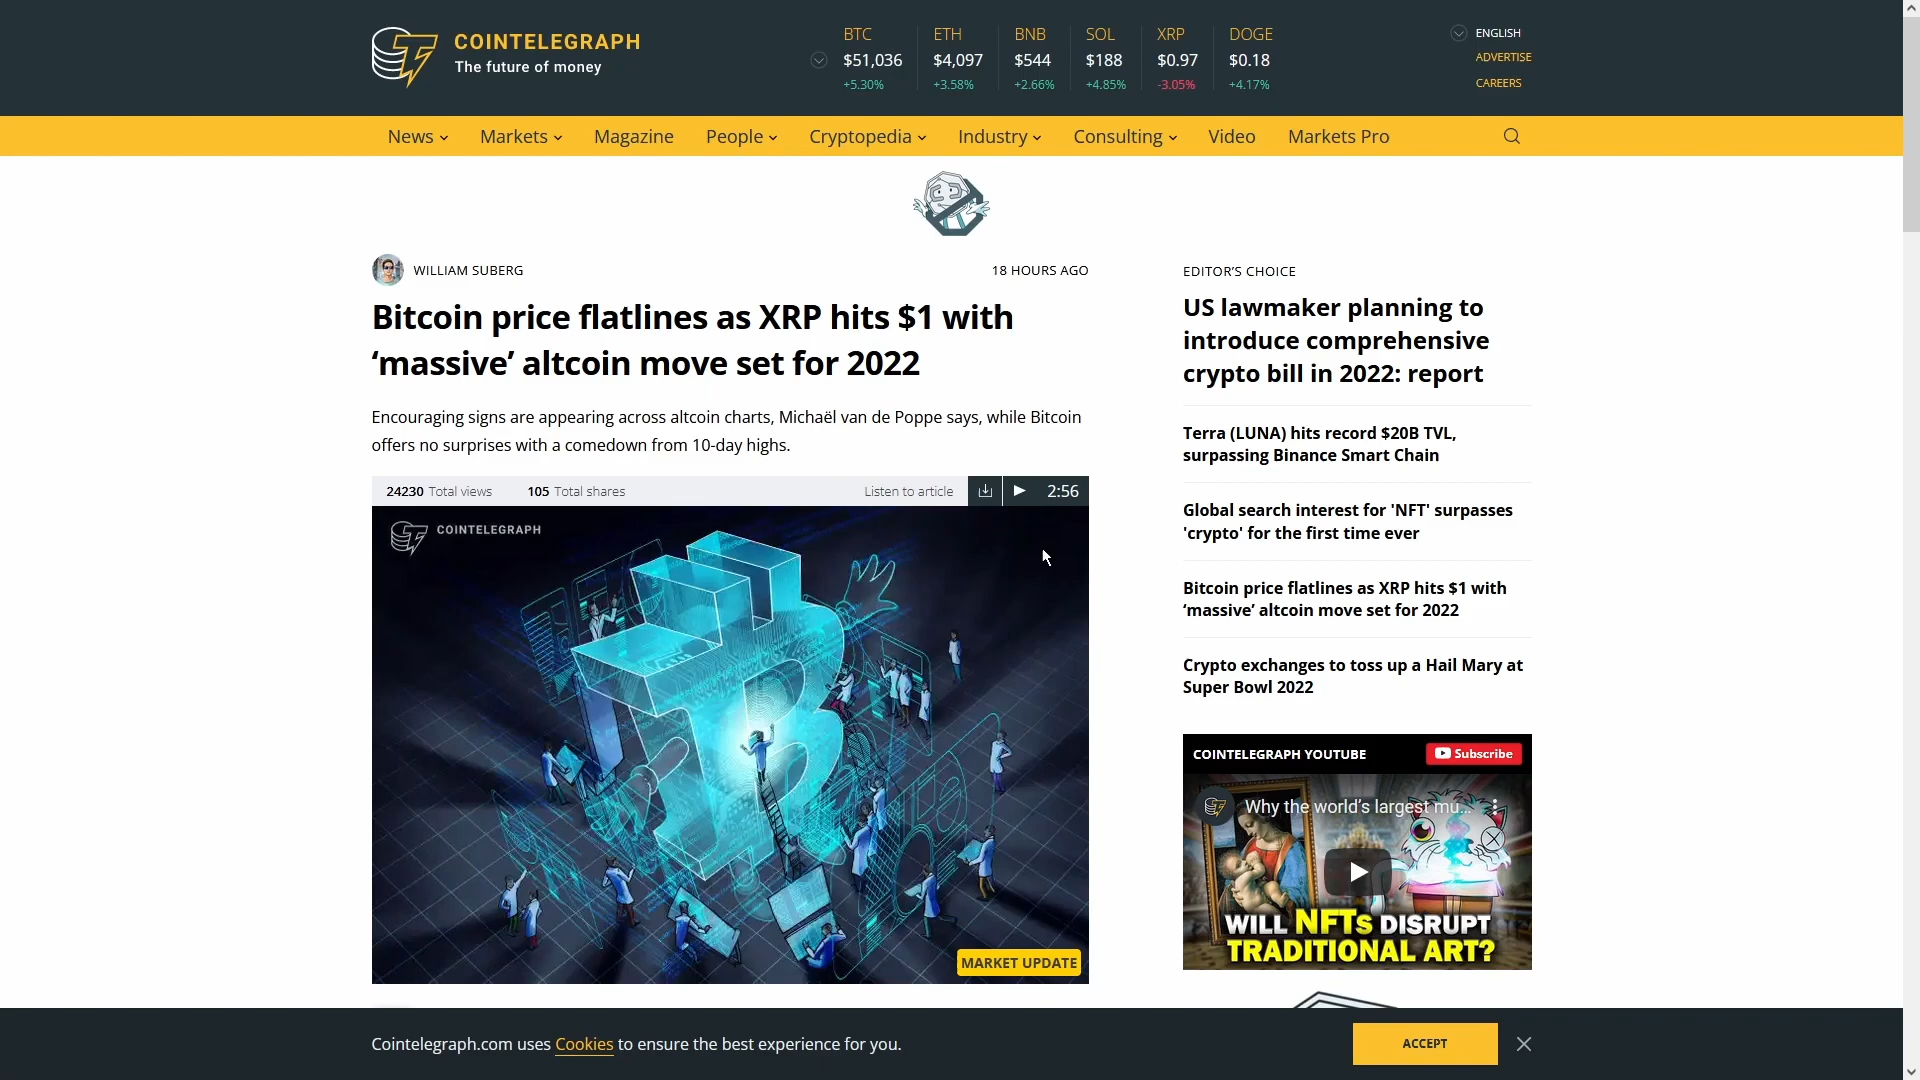 COINTELEGRAPH
The future of money
BTC
$51,036
+5.30%
ETH
$4,097
+3.58%
BNB
$544
+2.66%
SOL
$188
+4.85%
XRP
$0.97
-3.05%
DOGE
$0.18
+4.17%
ENGLISH
ADVERTISE
CAREERS
News Markets Magazine People Cryptopedia Industry Consulting Video Markets Pro
WILLIAM SUBERG
18 HOURS AGO
Bitcoin price flatlines as XRP hits $1 with
‘massive’ altcoin move set for 2022
Encouraging signs are appearing across altcoin charts, Michaël van de Poppe says, while Bitcoin
offers no surprises with a comedown from 10-day highs.
24230 Total views 105 Total shares Listen to article 2:56
COINTELEGRAPH
MARKET UPDATE
EDITOR’S CHOICE
US lawmaker planning to
introduce comprehensive
crypto bill in 2022: report
Terra (LUNA) hits record $20B TVL,
surpassing Binance Smart Chain
Global search interest for 'NFT' surpasses
'crypto' for the first time ever
Bitcoin price flatlines as XRP hits $1 with
‘massive’ altcoin move set for 2022
Crypto exchanges to toss up a Hail Mary at
Super Bowl 2022
COINTELEGRAPH YOUTUBE
Subscribe
Why the world’s largest mu...
WILL NFTs DISRUPT
TRADITIONAL ART?
Cointelegraph.com uses Cookies to ensure the best experience for you.
ACCEPT